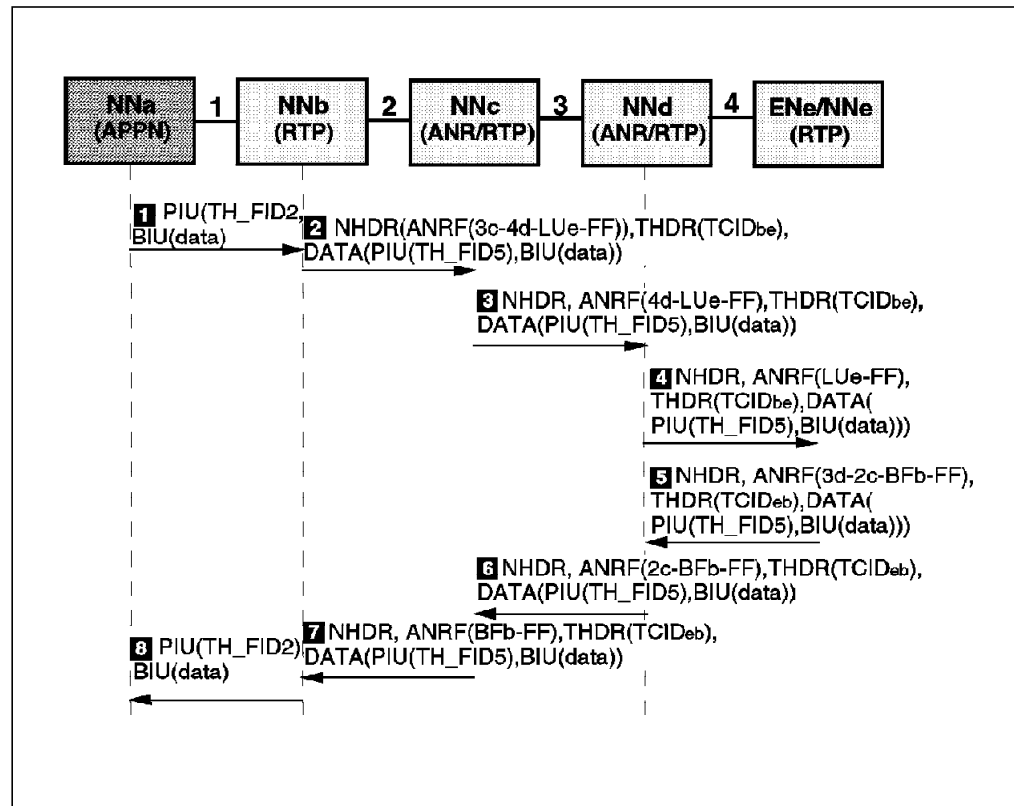 NNa 1 NNb 2 NNc 3 NNd 4 ENe/NNe
(APPN) (RTP) (ANR/RTP) (ANR/RTP) (RTP)
1 PIU(TH_FID2,
BIU(data)
2 NHDR(ANRF(3c-4d-LUe-FF)),THDR(TCIDbe),
DATA(PIU(TH_FID5),BIU(data))
3 NHDR, ANRF(4d-LUe-FF),THDR(TCIDbe),
DATA(PIU(TH_FID5),BIU(data))
4 NHDR, ANRF(LUe-FF),
THDR(TCIDbe),DATA(
PIU(TH_FID5),BIU(data)))
5 NHDR, ANRF(3d-2c-BFb-FF),
THDR(TCIDeb),DATA(
PIU(TH_FID5),BIU(data)))
6 NHDR, ANRF(2c-BFb-FF),THDR(TCIDeb),
DATA(PIU(TH_FID5),BIU(data))
7 NHDR, ANRF(BFb-FF),THDR(TCIDeb),
DATA(PIU(TH_FID5),BIU(data))
8 PIU(TH_FID2)
BIU(data)